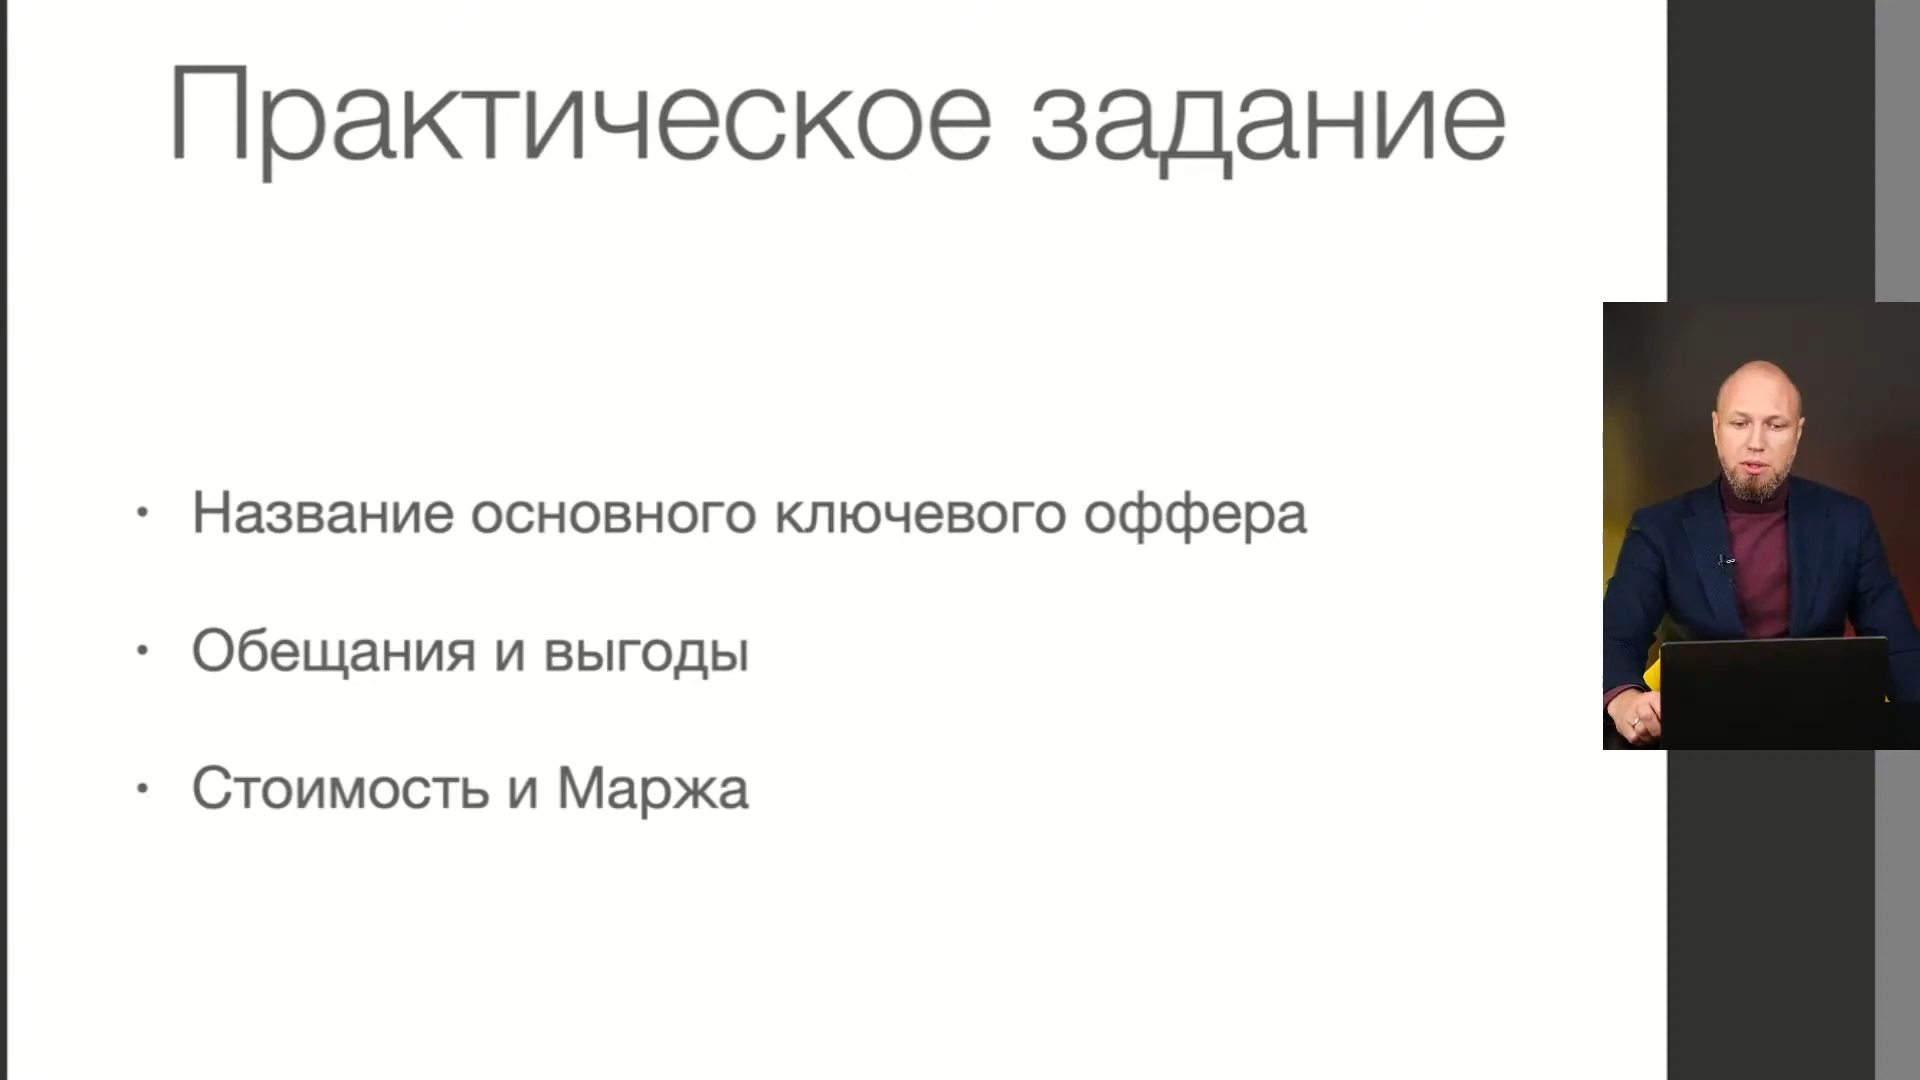 Практическое задание
• Название основного ключевого оффера
• Обещания и выгоды
• Стоимость и Маржа